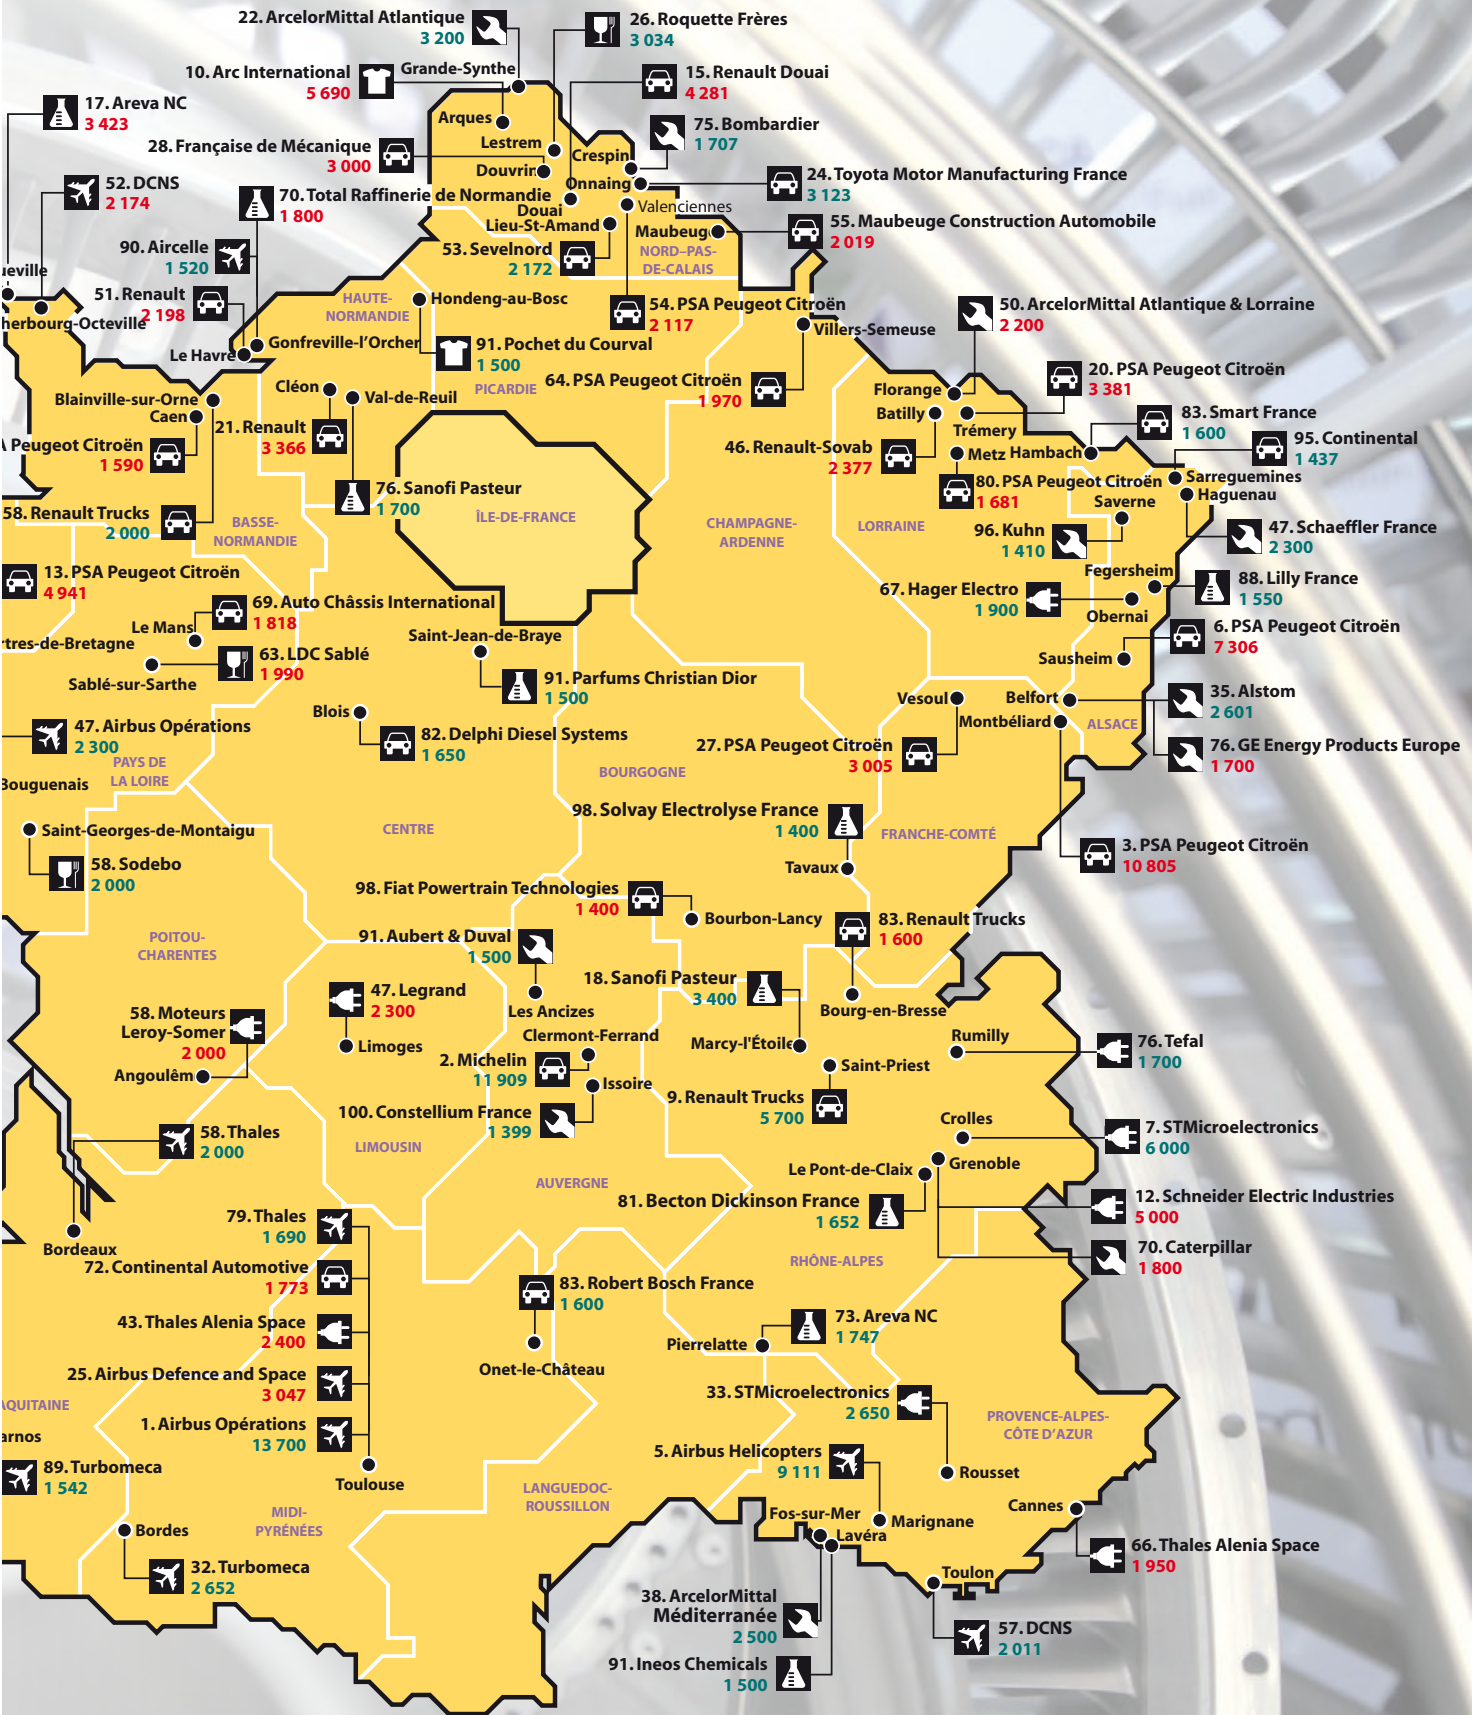 22. ArcelorMittal Atlantique
3 200
26. Roquette Frères
3 034
10. Arc International
5 690
Grande-Synthe
15. Renault Douai
4 281
17. Areva NC
3 423
Arques
75. Bombardier
1 707
28. Française de Mécanique
3 000
Lestrem
Crespin
Douvrin
24. Toyota Motor Manufacturing France
3 123
52. DCNS
2 174
70. Total Raffinerie de Normandie
1 800
Onnaing
Douai
Valenciennes
Lieu-St-Amand
55. Maubeuge Construction Automobile
2 019
Maubeuge
90. Aircelle
1 520
53. Sevelnord
2 172
NORD–PAS-
DE-CALAIS
ueville
51. Renault
2 198
HAUTE-
NORMANDIE
Hondeng-au-Bosc
54. PSA Peugeot Citroën
2 117
50. ArcelorMittal Atlantique & Lorraine
2 200
herbourg-Octeville
Villers-Semeuse
Le Havre
Gonfreville-l'Orcher
91. Pochet du Courval
1 500
20. PSA Peugeot Citroën
3 381
Cléon
Val-de-Reuil
PICARDIE
64. PSA Peugeot Citroën
1 970
Florange
Blainville-sur-Orne
Caen
Batilly
Trémery
83. Smart France
1 600
21. Renault
3 366
A Peugeot Citroën
1 590
46. Renault-Sovab
2 377
Metz
Hambach
95. Continental
1 437
76. Sanofi Pasteur
1 700
80. PSA Peugeot Citroën
1 681
Sarreguemines
Haguenau
Saverne
58. Renault Trucks
2 000
BASSE-
NORMANDIE
ÎLE-DE-FRANCE
CHAMPAGNE-
ARDENNE
LORRAINE
96. Kuhn
1 410
47. Schaeffler France
2 300
13. PSA Peugeot Citroën
4 941
Fegersheim
88. Lilly France
1 550
67. Hager Electro
1 900
Obernai
69. Auto Châssis International
1 818
Le Mans
rtres-de-Bretagne
Saint-Jean-de-Braye
6. PSA Peugeot Citroën
7 306
63. LDC Sablé
1 990
Sausheim
Sablé-sur-Sarthe
91. Parfums Christian Dior
1 500
Vesoul
Belfort
35. Alstom
2 601
Blois
Montbéliard
ALSACE
47. Airbus Opérations
2 300
82. Delphi Diesel Systems
1 650
27. PSA Peugeot Citroën
3 005
76. GE Energy Products Europe
1 700
PAYS DE
LA LOIRE
BOURGOGNE
Bouguenais
98. Solvay Electrolyse France
1 400
Saint-Georges-de-Montaigu
CENTRE
FRANCHE-COMTÉ
3. PSA Peugeot Citroën
10 805
58. Sodebo
2 000
Tavaux
98. Fiat Powertrain Technologies
1 400
Bourbon-Lancy
83. Renault Trucks
1 600
POITOU-
CHARENTES
91. Aubert & Duval
1 500
47. Legrand
2 300
18. Sanofi Pasteur
3 400
Les Ancizes
Bourg-en-Bresse
58. Moteurs
Leroy-Somer
2 000
Clermont-Ferrand
Rumilly
Limoges
Marcy-l'Étoile
76. Tefal
1 700
2. Michelin
11 909
Saint-Priest
Angoulêm
Issoire
9. Renault Trucks
5 700
100. Constellium France
1 399
Crolles
7. STMicroelectronics
6 000
58. Thales
2 000
LIMOUSIN
Grenoble
Le Pont-de-Claix
AUVERGNE
81. Becton Dickinson France
1 652
12. Schneider Electric Industries
5 000
79. Thales
1 690
Bordeaux
RHÔNE-ALPES
70. Caterpillar
1 800
72. Continental Automotive
1 773
83. Robert Bosch France
1 600
43. Thales Alenia Space
2 400
73. Areva NC
1 747
Pierrelatte
Onet-le-Château
25. Airbus Defence and Space
3 047
33. STMicroelectronics
2 650
AQUITAINE
PROVENCE-ALPES-
CÔTE D'AZUR
1. Airbus Opérations
13 700
arnos
5. Airbus Helicopters
9 111
89. Turbomeca
1 542
Rousset
Toulouse
LANGUEDOC-
ROUSSILLON
Cannes
MIDI-
PYRÉNÉES
Fos-sur-Mer
Marignane
Bordes
Lavéra
66. Thales Alenia Space
1 950
32. Turbomeca
2 652
Toulon
38. ArcelorMittal
Méditerranée
2 500
57. DCNS
2 011
91. Ineos Chemicals
1 500